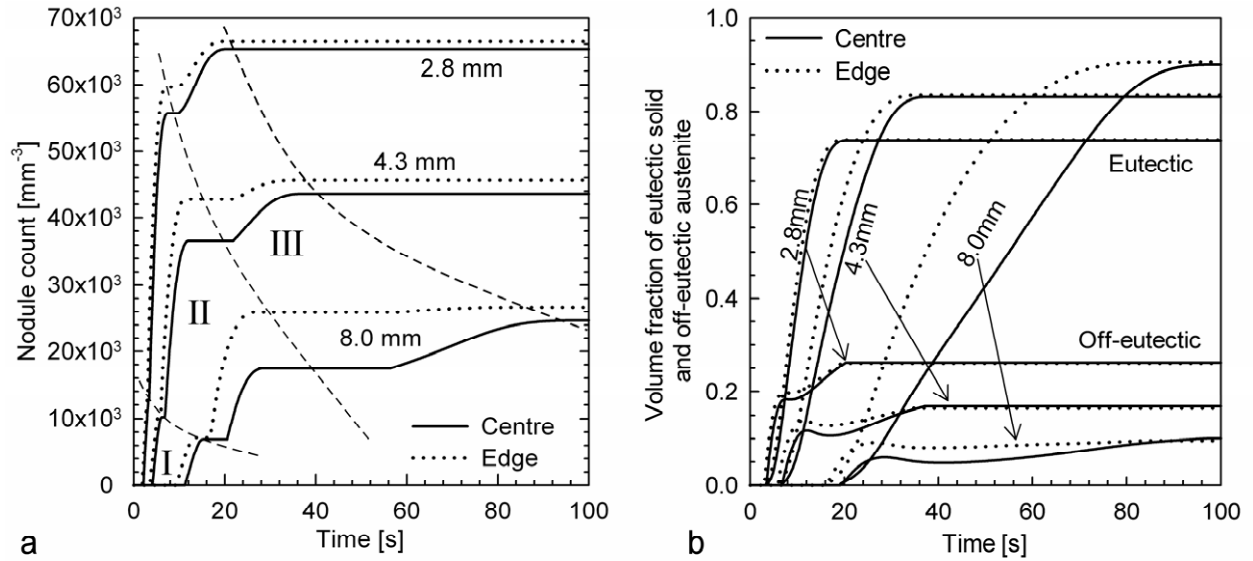 70x10³
60x10³
50x10³
40x10³
30x10³
20x10³
10x10³
0
Nodule count [mm⁻³]
2.8 mm
4.3 mm
8.0 mm
III
II
I
Centre
Edge
0 20 40 60 80 100
Time [s]
a
1.0
0.8
0.6
0.4
0.2
0.0
Volume fraction of eutectic solid
and off-eutectic austenite
Centre
Edge
Eutectic
2.8mm
4.3mm
8.0mm
Off-eutectic
0 20 40 60 80 100
Time [s]
b